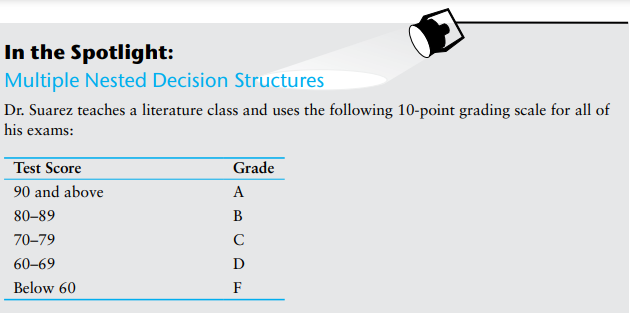 In the Spotlight:
Multiple Nested Decision Structures
Dr. Suarez teaches a literature class and uses the following 10-point grading scale for all of
his exams:
Test Score Grade
90 and above A
80–89 B
70–79 C
60–69 D
Below 60 F